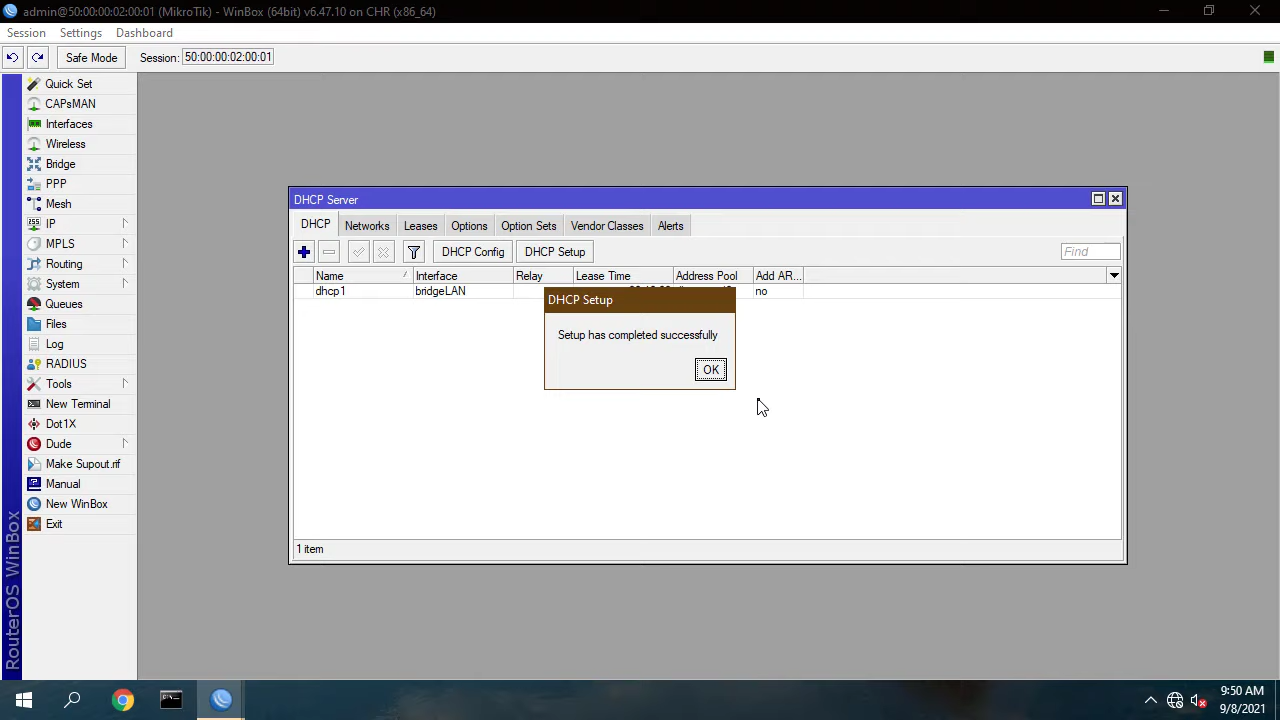 admin@50:00:00:02:00:01 (MikroTik) - WinBox (64bit) v6.47.10 on CHR (x86_64)
Session Settings Dashboard
Safe Mode Session: 50:00:00:02:00:01
Quick Set
CAPsMAN
Interfaces
Wireless
Bridge
PPP
Mesh
IP
MPLS
Routing
System
Queues
Files
Log
RADIUS
Tools
New Terminal
Dot1X
Dude
Make Supout.rif
Manual
New WinBox
Exit
RouterOS WinBox
DHCP Server
DHCP Networks Leases Options Option Sets Vendor Classes Alerts
DHCP Config DHCP Setup Find
Name Interface Relay Lease Time Address Pool Add AR...
dhcp1 bridgeLAN no
DHCP Setup
Setup has completed successfully
OK
1 item
9:50 AM
9/8/2021